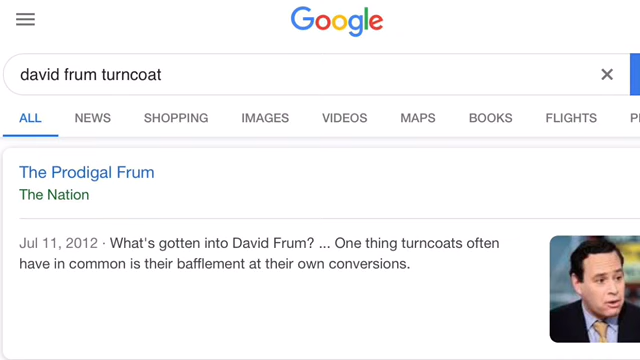 Google
david frum turncoat
ALL NEWS SHOPPING IMAGES VIDEOS MAPS BOOKS FLIGHTS
The Prodigal Frum
The Nation
Jul 11, 2012 · What's gotten into David Frum? ... One thing turncoats often
have in common is their bafflement at their own conversions.